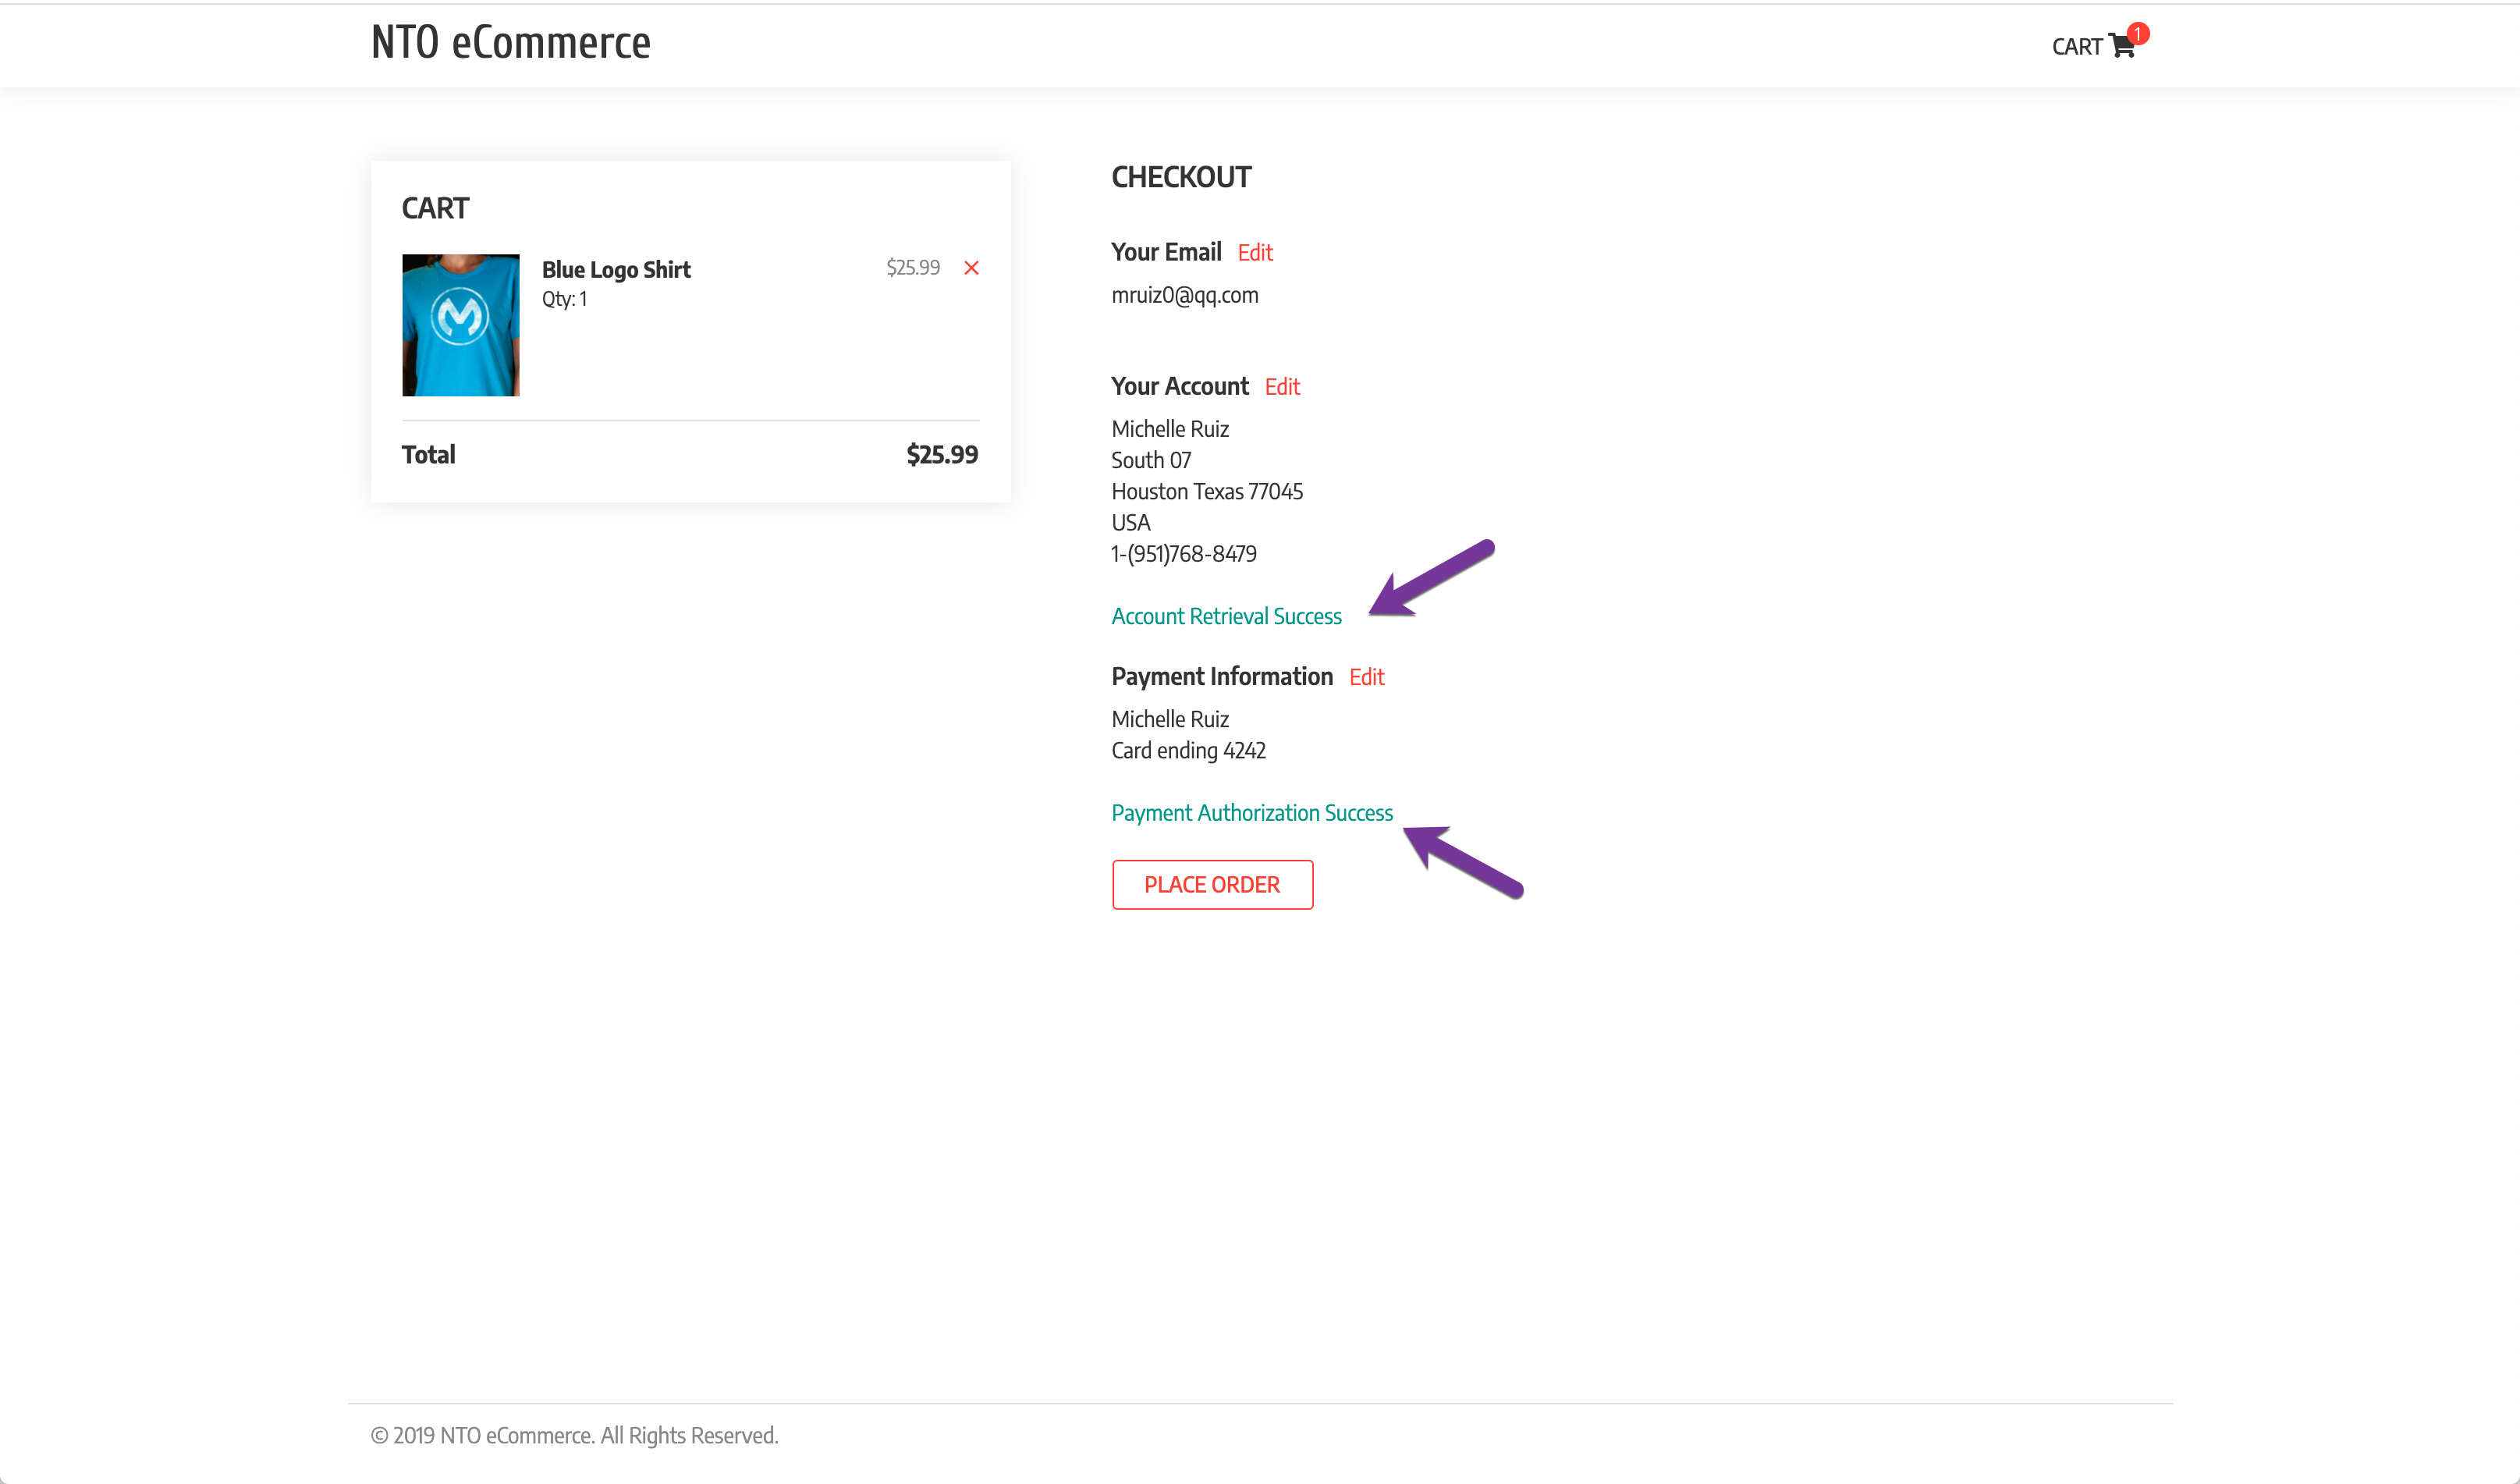 NTO eCommerce
CART 1
CART
Blue Logo Shirt $25.99
Qty: 1
Total $25.99
CHECKOUT
Your Email Edit
mruiz0@qq.com
Your Account Edit
Michelle Ruiz
South 07
Houston Texas 77045
USA
1-(951)768-8479
Account Retrieval Success
Payment Information Edit
Michelle Ruiz
Card ending 4242
Payment Authorization Success
PLACE ORDER
© 2019 NTO eCommerce. All Rights Reserved.